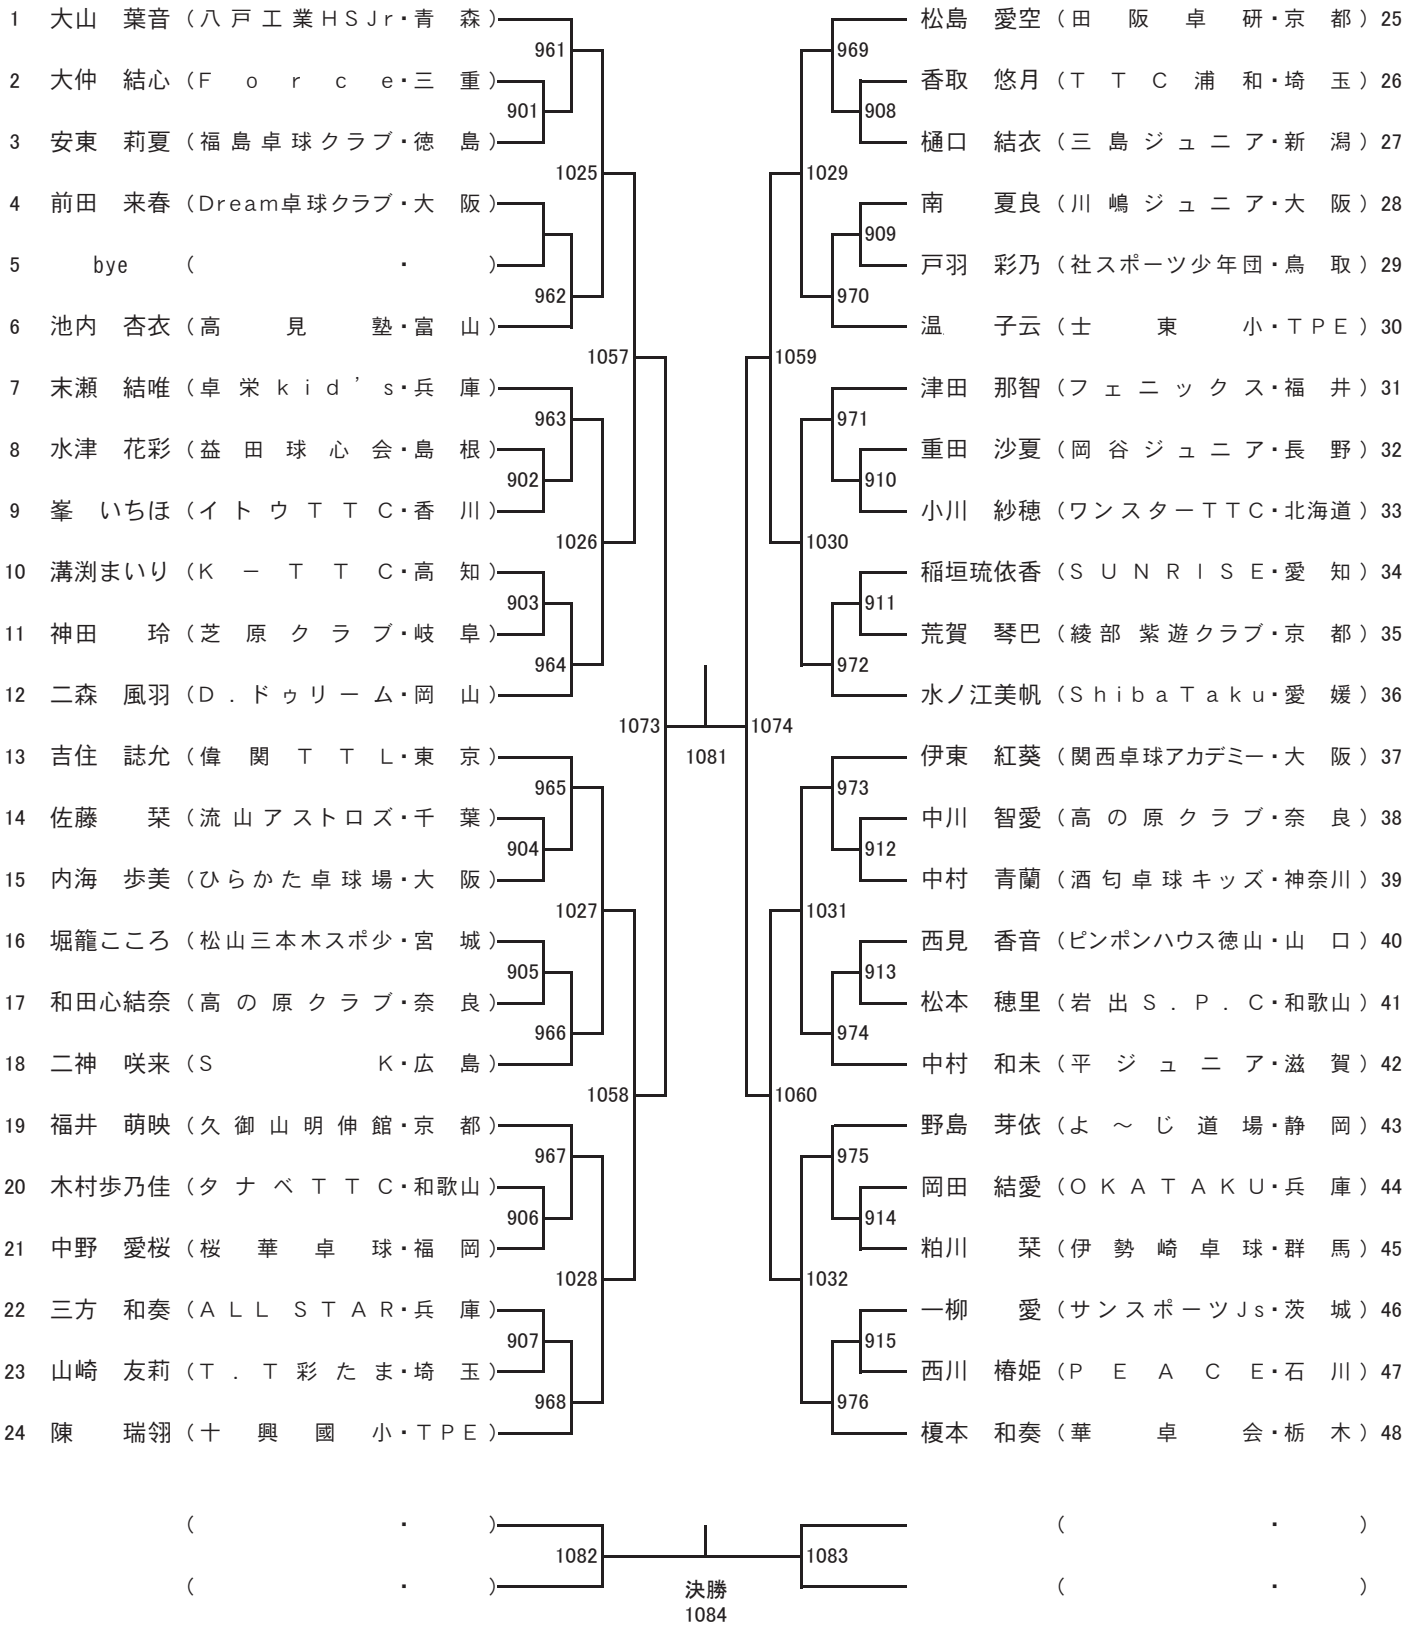 1 大山 葉音 (八戸工業HSJr・青森)
2 大仲 結心 (Force・三重)
3 安東 莉夏 (福島卓球クラブ・徳島)
4 前田 来春 (Dream卓球クラブ・大阪)
5 bye ( ・ )
6 池内 杏衣 (高見塾・富山)
7 末瀬 結唯 (卓栄kid's・兵庫)
8 水津 花彩 (益田球心会・島根)
9 峯 いちほ (イトウTTC・香川)
10 溝渕まいり (K-TTC・高知)
11 神田 玲 (芝原クラブ・岐阜)
12 二森 風羽 (D.ドゥリーム・岡山)
13 吉住 誌允 (偉関TTL・東京)
14 佐藤 栞 (流山アストロズ・千葉)
15 内海 歩美 (ひらかた卓球場・大阪)
16 堀籠こころ (松山三本木スポ少・宮城)
17 和田心結奈 (高の原クラブ・奈良)
18 二神 咲来 (SK・広島)
19 福井 萌映 (久御山明伸館・京都)
20 木村歩乃佳 (タナベTTC・和歌山)
21 中野 愛桜 (桜華卓球・福岡)
22 三方 和奏 (ALL STAR・兵庫)
23 山崎 友莉 (T.T彩たま・埼玉)
24 陳 瑞翎 (十興國小・TPE)
961
901
1025
962
1057
963
902
1026
903
964
1073
965
904
1027
905
966
1058
967
906
1028
907
968
1081
969
908
1029
909
970
1059
971
910
1030
911
972
1074
973
912
1031
913
974
1060
975
914
1032
915
976
松島 愛空 (田阪卓研・京都) 25
香取 悠月 (TTC浦和・埼玉) 26
樋口 結衣 (三島ジュニア・新潟) 27
南 夏良 (川嶋ジュニア・大阪) 28
戸羽 彩乃 (社スポーツ少年団・鳥取) 29
温 子云 (士東小・TPE) 30
津田 那智 (フェニックス・福井) 31
重田 沙夏 (岡谷ジュニア・長野) 32
小川 紗穂 (ワンスターTTC・北海道) 33
稲垣琉依香 (SUNRISE・愛知) 34
荒賀 琴巴 (綾部紫遊クラブ・京都) 35
水ノ江美帆 (ShibaTaku・愛媛) 36
伊東 紅葵 (関西卓球アカデミー・大阪) 37
中川 智愛 (高の原クラブ・奈良) 38
中村 青蘭 (酒匂卓球キッズ・神奈川) 39
西見 香音 (ピンポンハウス徳山・山口) 40
松本 穂里 (岩出S.P.C・和歌山) 41
中村 和未 (平ジュニア・滋賀) 42
野島 芽依 (よ～じ道場・静岡) 43
岡田 結愛 (OKATAKU・兵庫) 44
粕川 栞 (伊勢崎卓球・群馬) 45
一柳 愛 (サンスポーツJs・茨城) 46
西川 椿姫 (PEACE・石川) 47
榎本 和奏 (華卓会・栃木) 48
( ・ )
( ・ )
1082
決勝
1084
1083
( ・ )
( ・ )